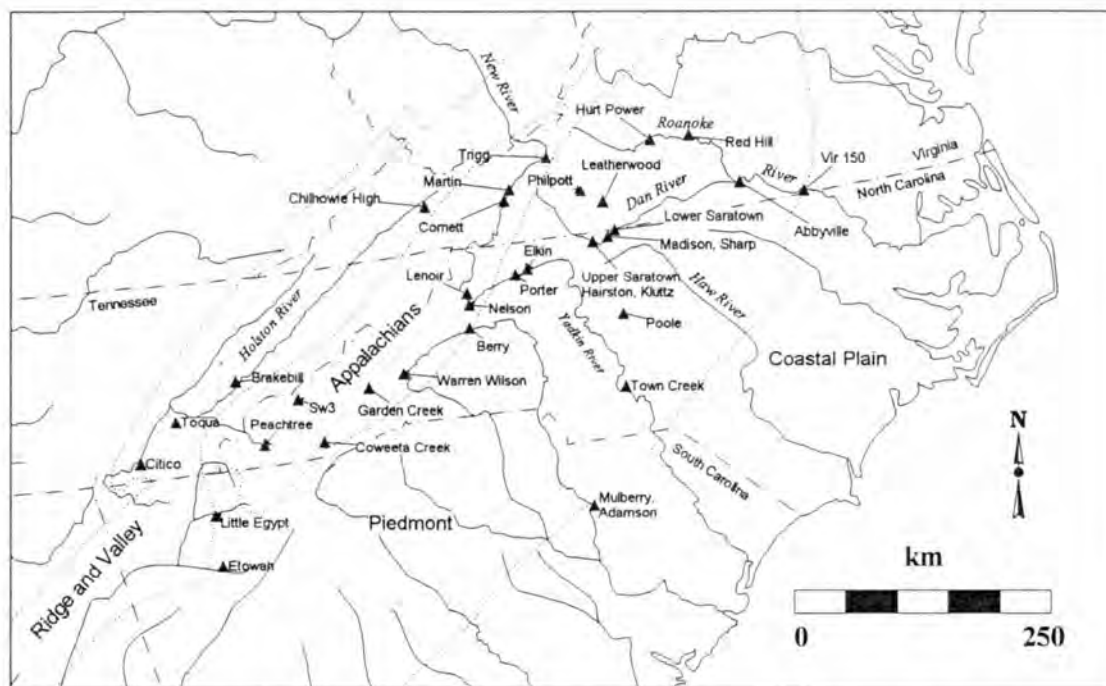 New River
Hurt Power
Roanoke
Red Hill
Trigg
Leatherwood
River
Vir 150
Virginia
Martin
Philpott
North Carolina
Chilhowie High
Dan River
Cornett
Lower Saratown
Abbyville
Madison, Sharp
Elkin
Lenoir
Porter
Upper Saratown,
Hairston, Kluttz
Haw River
Tennessee
Nelson
Holston River
Appalachians
Yadkin River
Poole
Berry
Coastal Plain
Brakebill
Warren Wilson
Town Creek
Sw3
Garden Creek
N
Toqua
Peachtree
Coweeta Creek
Citico
South Carolina
Mulberry,
Adamson
Little Egypt
Piedmont
Ridge and Valley
Etowah
km
0
250